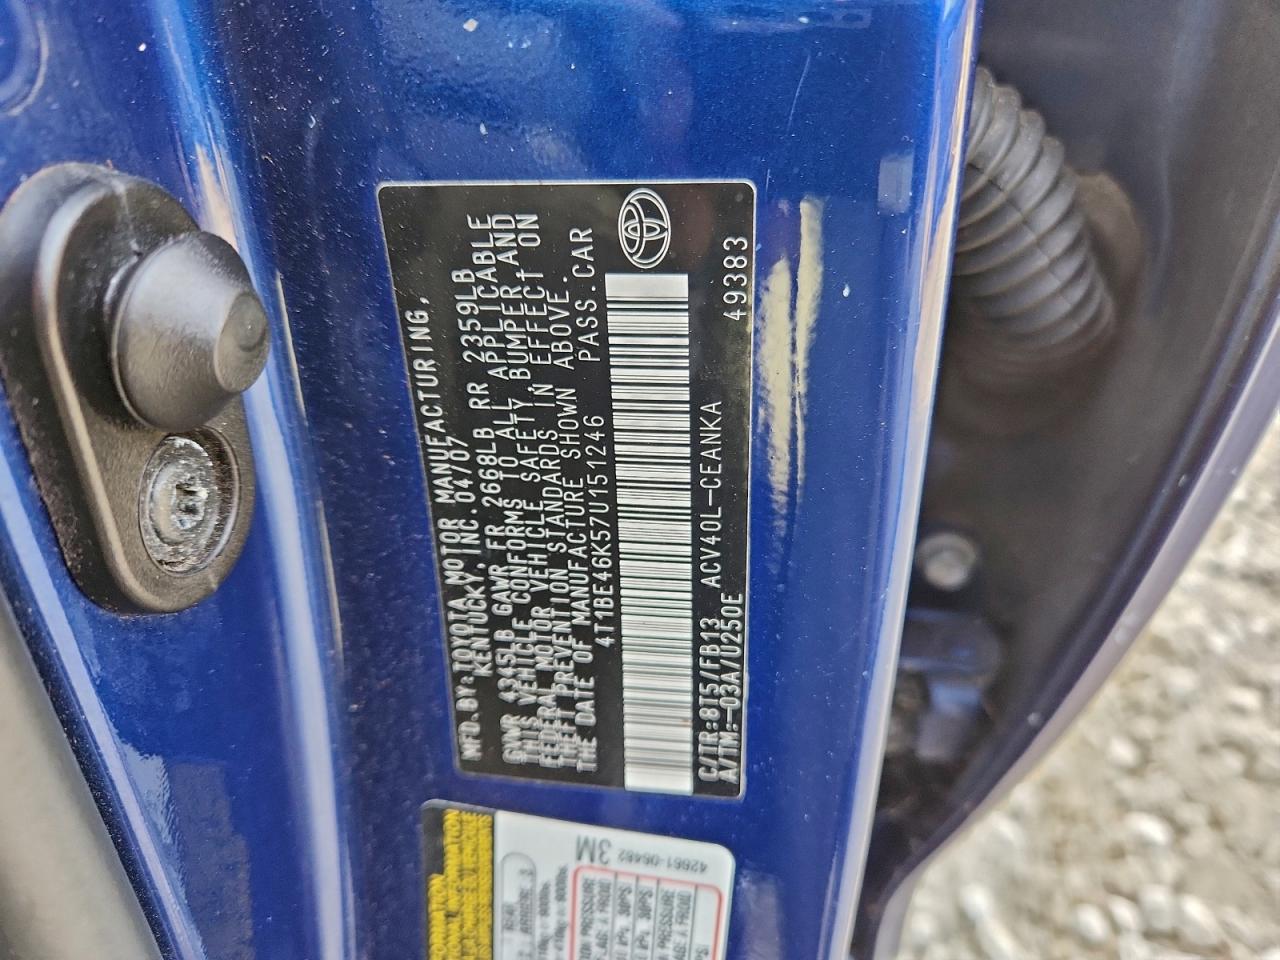 MFD.BY:TOYOTA MOTOR MANUFACTURING,
KENTUCKY,INC.04/07
GVWR 4345LB GAWR FR 2668LB RR 2359LB
THIS VEHICLE CONFORMS TO ALL APPLICABLE
FEDERAL MOTOR VEHICLE SAFETY,BUMPER,AND
THEFT PREVENTION STANDARDS IN EFFECT ON
THE DATE OF MANUFACTURE SHOWN ABOVE.
4T1BE46K57U151246 PASS.CAR
C/TR:8T5/FB13 ACV40L-CEANKA
A/TM:-03A/U250E 49383
42661-06482
3M